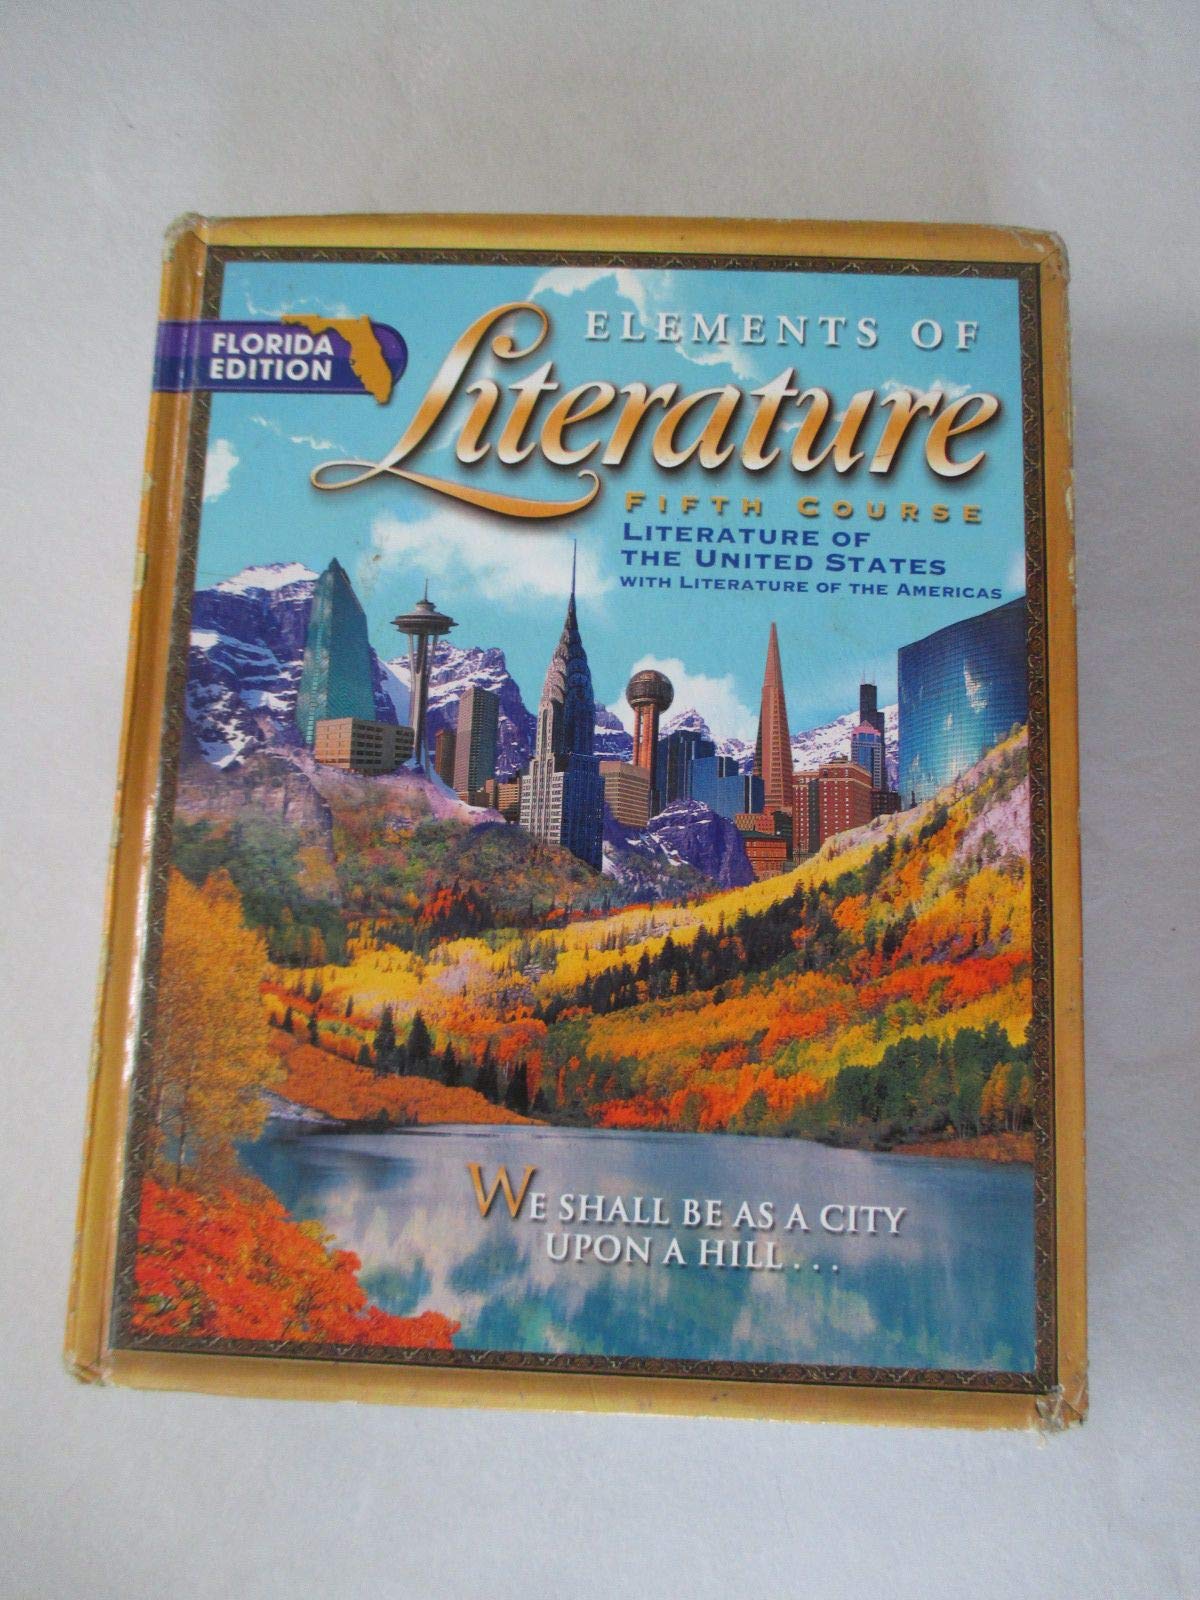 FLORIDA
EDITION
ELEMENTS OF
Literature
FIFTH COURSE
LITERATURE OF
THE UNITED STATES
WITH LITERATURE OF THE AMERICAS
WE SHALL BE AS A CITY
UPON A HILL . . .